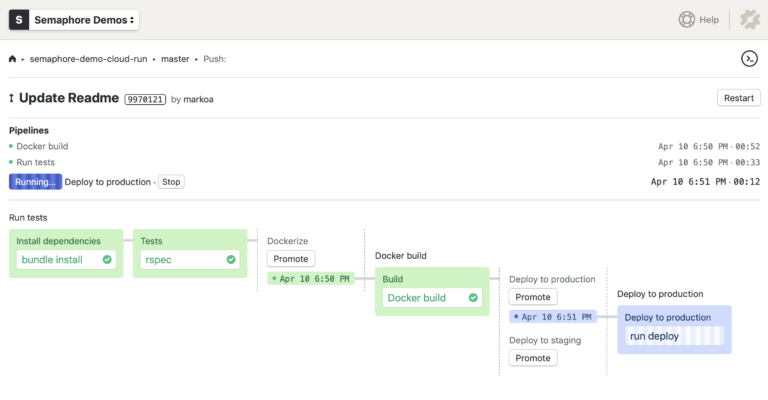 S Semaphore Demos
Help
semaphore-demo-cloud-run ▸ master ▸ Push:
Update Readme 9970121 by markoa
Restart
Pipelines
Docker build Apr 10 6:50 PM · 00:52
Run tests Apr 10 6:50 PM · 00:33
Running... Deploy to production · Stop Apr 10 6:51 PM · 00:12
Run tests
Install dependencies
bundle install
Tests
rspec
Dockerize
Promote
Apr 10 6:50 PM
Docker build
Build
Docker build
Deploy to production
Promote
Apr 10 6:51 PM
Deploy to staging
Promote
Deploy to production
Deploy to production
run deploy